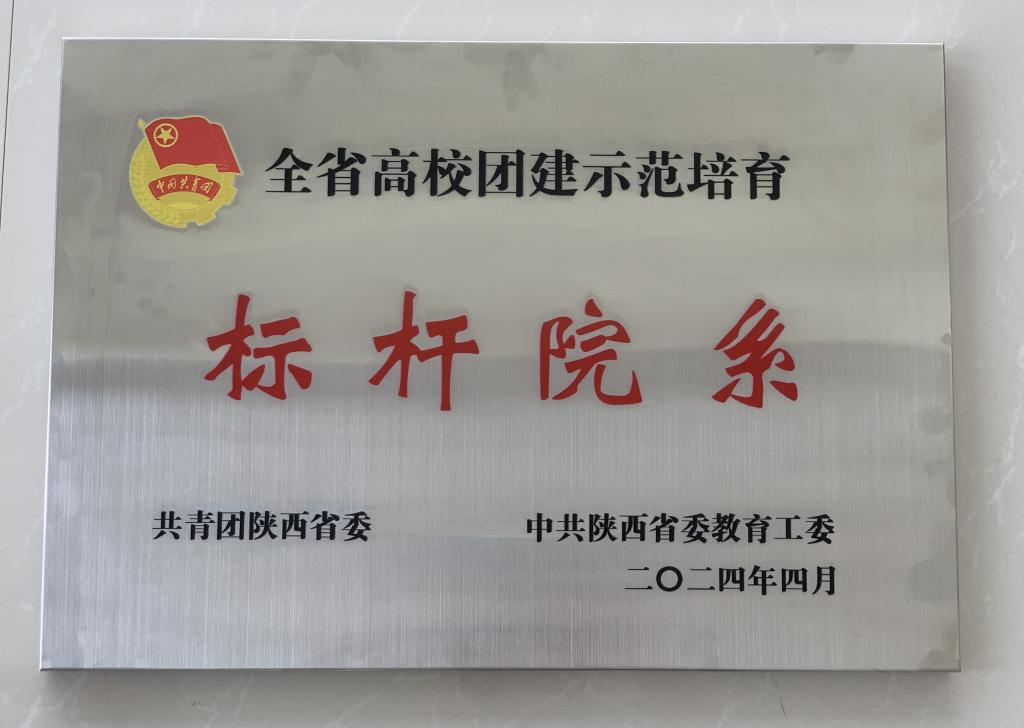 中国共青团
全省高校团建示范培育
标杆院系
共青团陕西省委 中共陕西省委教育工委
二〇二四年四月